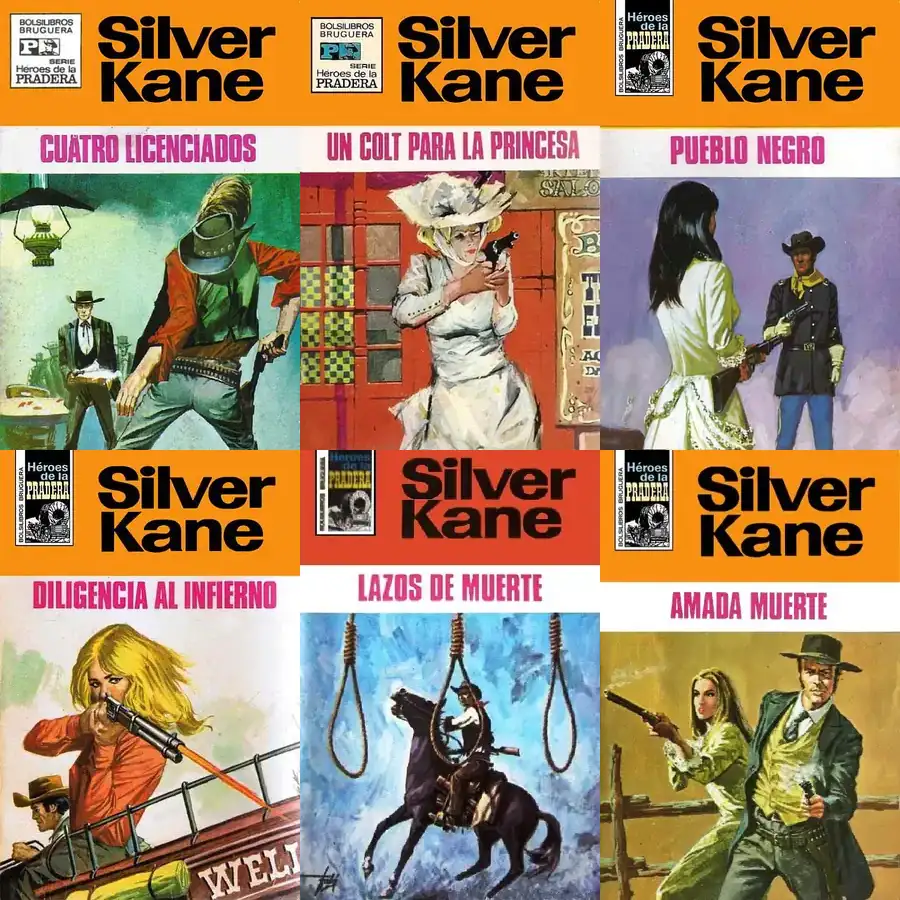 BOLSILIBROS
BRUGUERA
SERIE
Héroes de la
PRADERA
Silver
Kane
CUATRO LICENCIADOS
BOLSILIBROS
BRUGUERA
SERIE
Héroes de la
PRADERA
Silver
Kane
UN COLT PARA LA PRINCESA
SALO
BOLSILIBROS BRUGUERA
Héroes
de la
PRADERA
Silver
Kane
PUEBLO NEGRO
BOLSILIBROS BRUGUERA
Héroes
de la
PRADERA
Silver
Kane
DILIGENCIA AL INFIERNO
WELL
BOLSILIBROS BRUGUERA
Héroes
de la
PRADERA
Silver
Kane
LAZOS DE MUERTE
BOLSILIBROS BRUGUERA
Héroes
de la
PRADERA
Silver
Kane
AMADA MUERTE